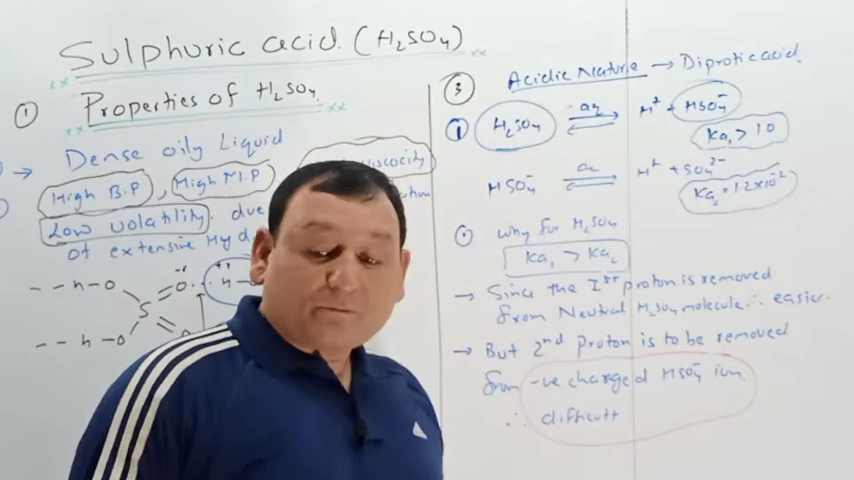 Sulphuric acid. (H₂SO₄)
① Properties of H₂SO₄.
→ Dense oily Liquid
High B.P, High M.P
Low volatility. due
of extensive Hyd
-- H-O
S
O ·· H
-- H-O
③ Acidic Nature → Diprotic acid.
① H₂SO₄ aq ⇌ H⁺ + HSO₄⁻
Ka₁ > 10
HSO₄⁻ aq ⇌ H⁺ + SO₄²⁻
Ka₂ = 1.2×10⁻²
why for H₂SO₄
Ka₁ > Ka₂
→ Since the Iˢᵗ proton is removed
from Neutral H₂SO₄ molecule ∴ easier.
→ But 2ⁿᵈ proton is to be removed
from -ve charged HSO₄⁻ ion.
∴ difficult